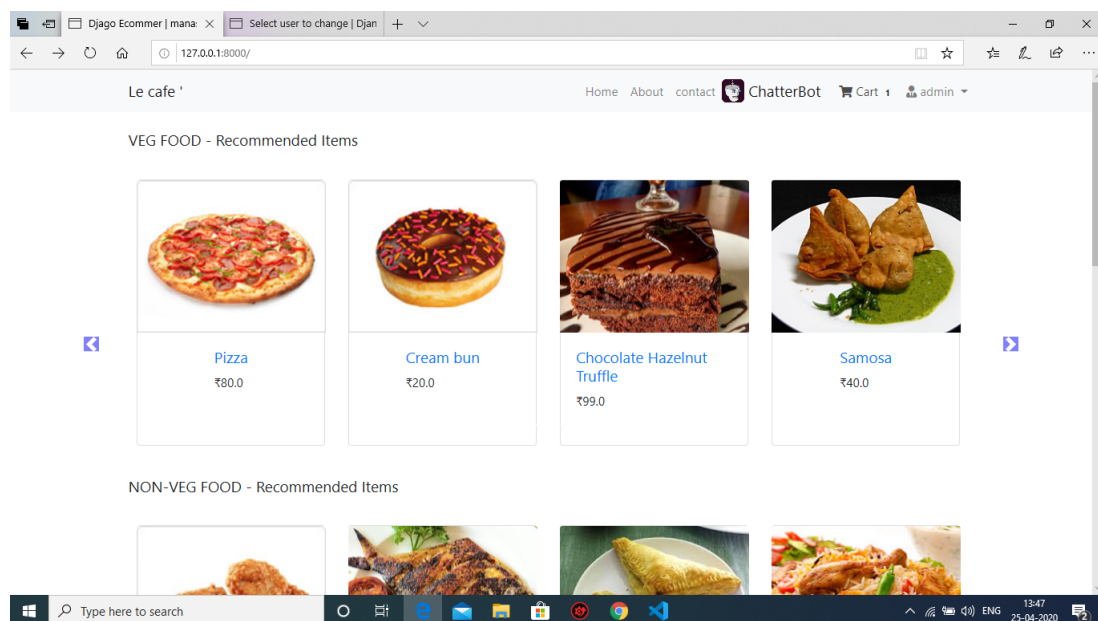 Djago Ecommer | mana:
Select user to change | Djan
127.0.0.1:8000/
Le cafe '
Home About contact ChatterBot Cart 1 admin
VEG FOOD - Recommended Items
Pizza
₹80.0
Cream bun
₹20.0
Chocolate Hazelnut
Truffle
₹99.0
Samosa
₹40.0
NON-VEG FOOD - Recommended Items
Type here to search
ENG
13:47
25-04-2020
2